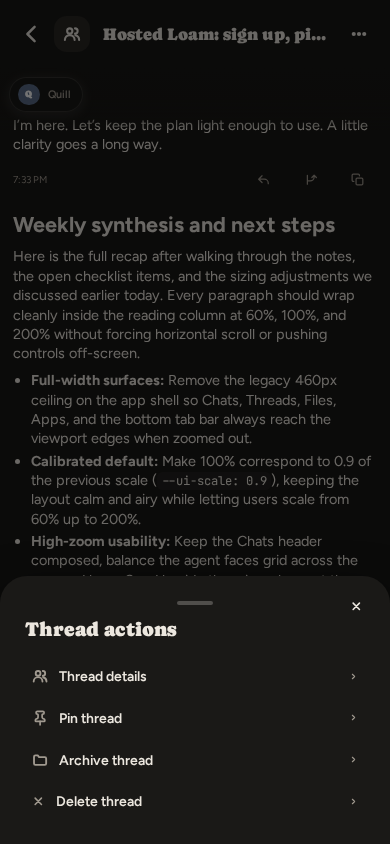 Hosted Loam: sign up, pi...
Quill
I'm here. Let's keep the plan light enough to use. A little
clarity goes a long way.
7:33 PM
Weekly synthesis and next steps
Here is the full recap after walking through the notes,
the open checklist items, and the sizing adjustments we
discussed earlier today. Every paragraph should wrap
cleanly inside the reading column at 60%, 100%, and
200% without forcing horizontal scroll or pushing
controls off-screen.
• Full-width surfaces: Remove the legacy 460px
ceiling on the app shell so Chats, Threads, Files,
Apps, and the bottom tab bar always reach the
viewport edges when zoomed out.
• Calibrated default: Make 100% correspond to 0.9 of
the previous scale ( --ui-scale: 0.9 ), keeping the
layout calm and airy while letting users scale from
60% up to 200%.
• High-zoom usability: Keep the Chats header
composed, balance the agent faces grid across the
Thread actions
Thread details
Pin thread
Archive thread
Delete thread